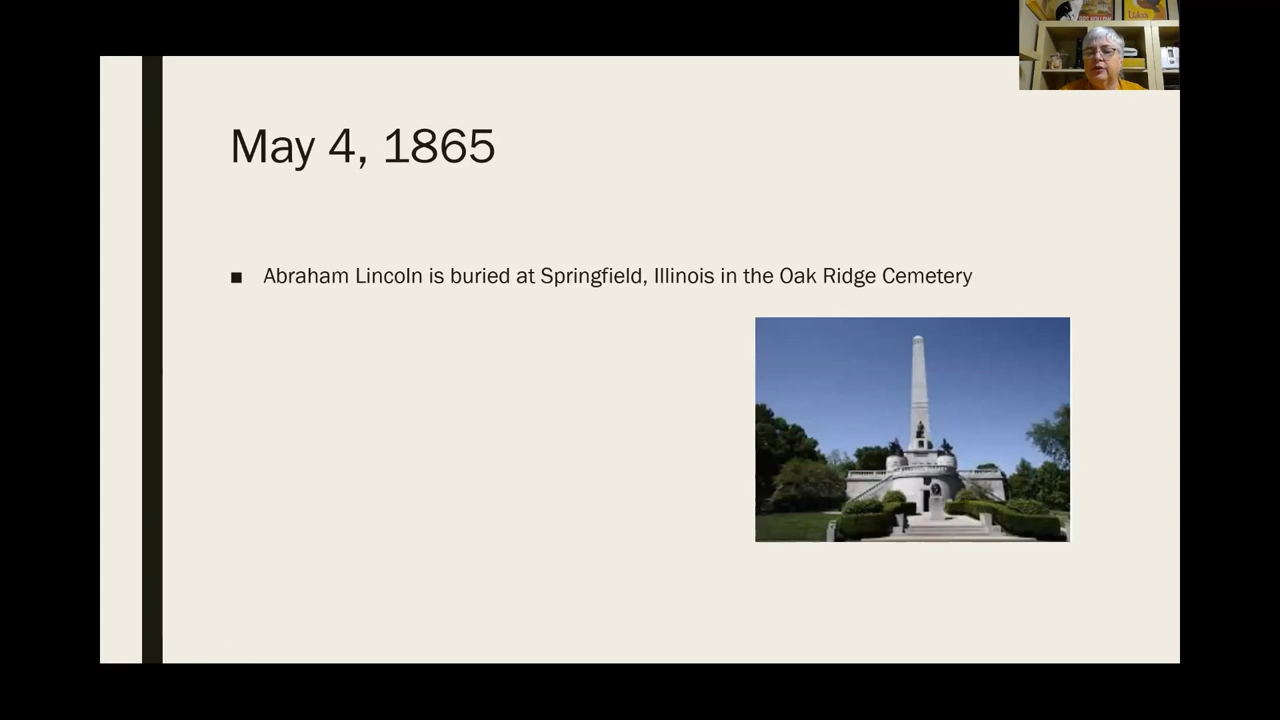 May 4, 1865
■ Abraham Lincoln is buried at Springfield, Illinois in the Oak Ridge Cemetery